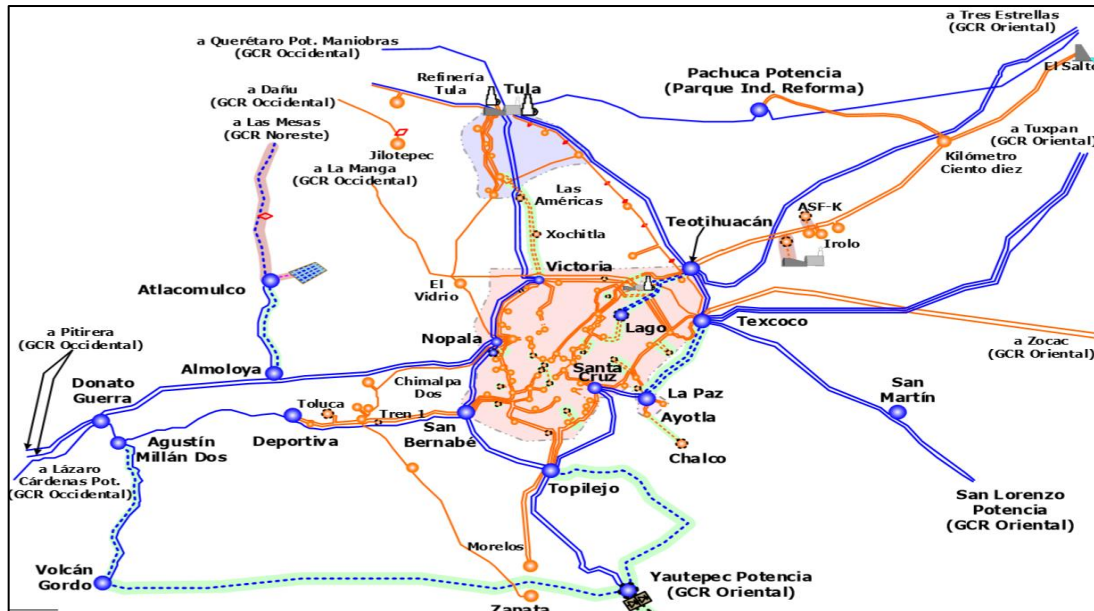 a Tres Estrellas
(GCR Oriental)
a Querétaro Pot. Maniobras
(GCR Occidental)
El Salto
Refinería
Tula
Tula
Pachuca Potencia
(Parque Ind. Reforma)
a Dañu
(GCR Occidental)
a Las Mesas
(GCR Noreste)
a Tuxpan
(GCR Oriental)
Jilotepec
Kilómetro
Ciento diez
a La Manga
(GCR Occidental)
Las
Américas
ASF-K
Teotihuacán
Xochitla
Irolo
Victoria
El
Vidrio
Atlacomulco
Lago
Texcoco
a Pitirera
(GCR Occidental)
Nopala
a Zocac
(GCR Oriental)
Almoloya
Donato
Guerra
Chimalpa
Dos
Santa
Cruz
La Paz
San
Martín
Toluca
Tren 1
Ayotla
Deportiva
San
Bernabé
Agustín
Millán Dos
Chalco
a Lázaro
Cárdenas Pot.
(GCR Occidental)
Topilejo
San Lorenzo
Potencia
(GCR Oriental)
Morelos
Volcán
Gordo
Yautepec Potencia
(GCR Oriental)
Zapata